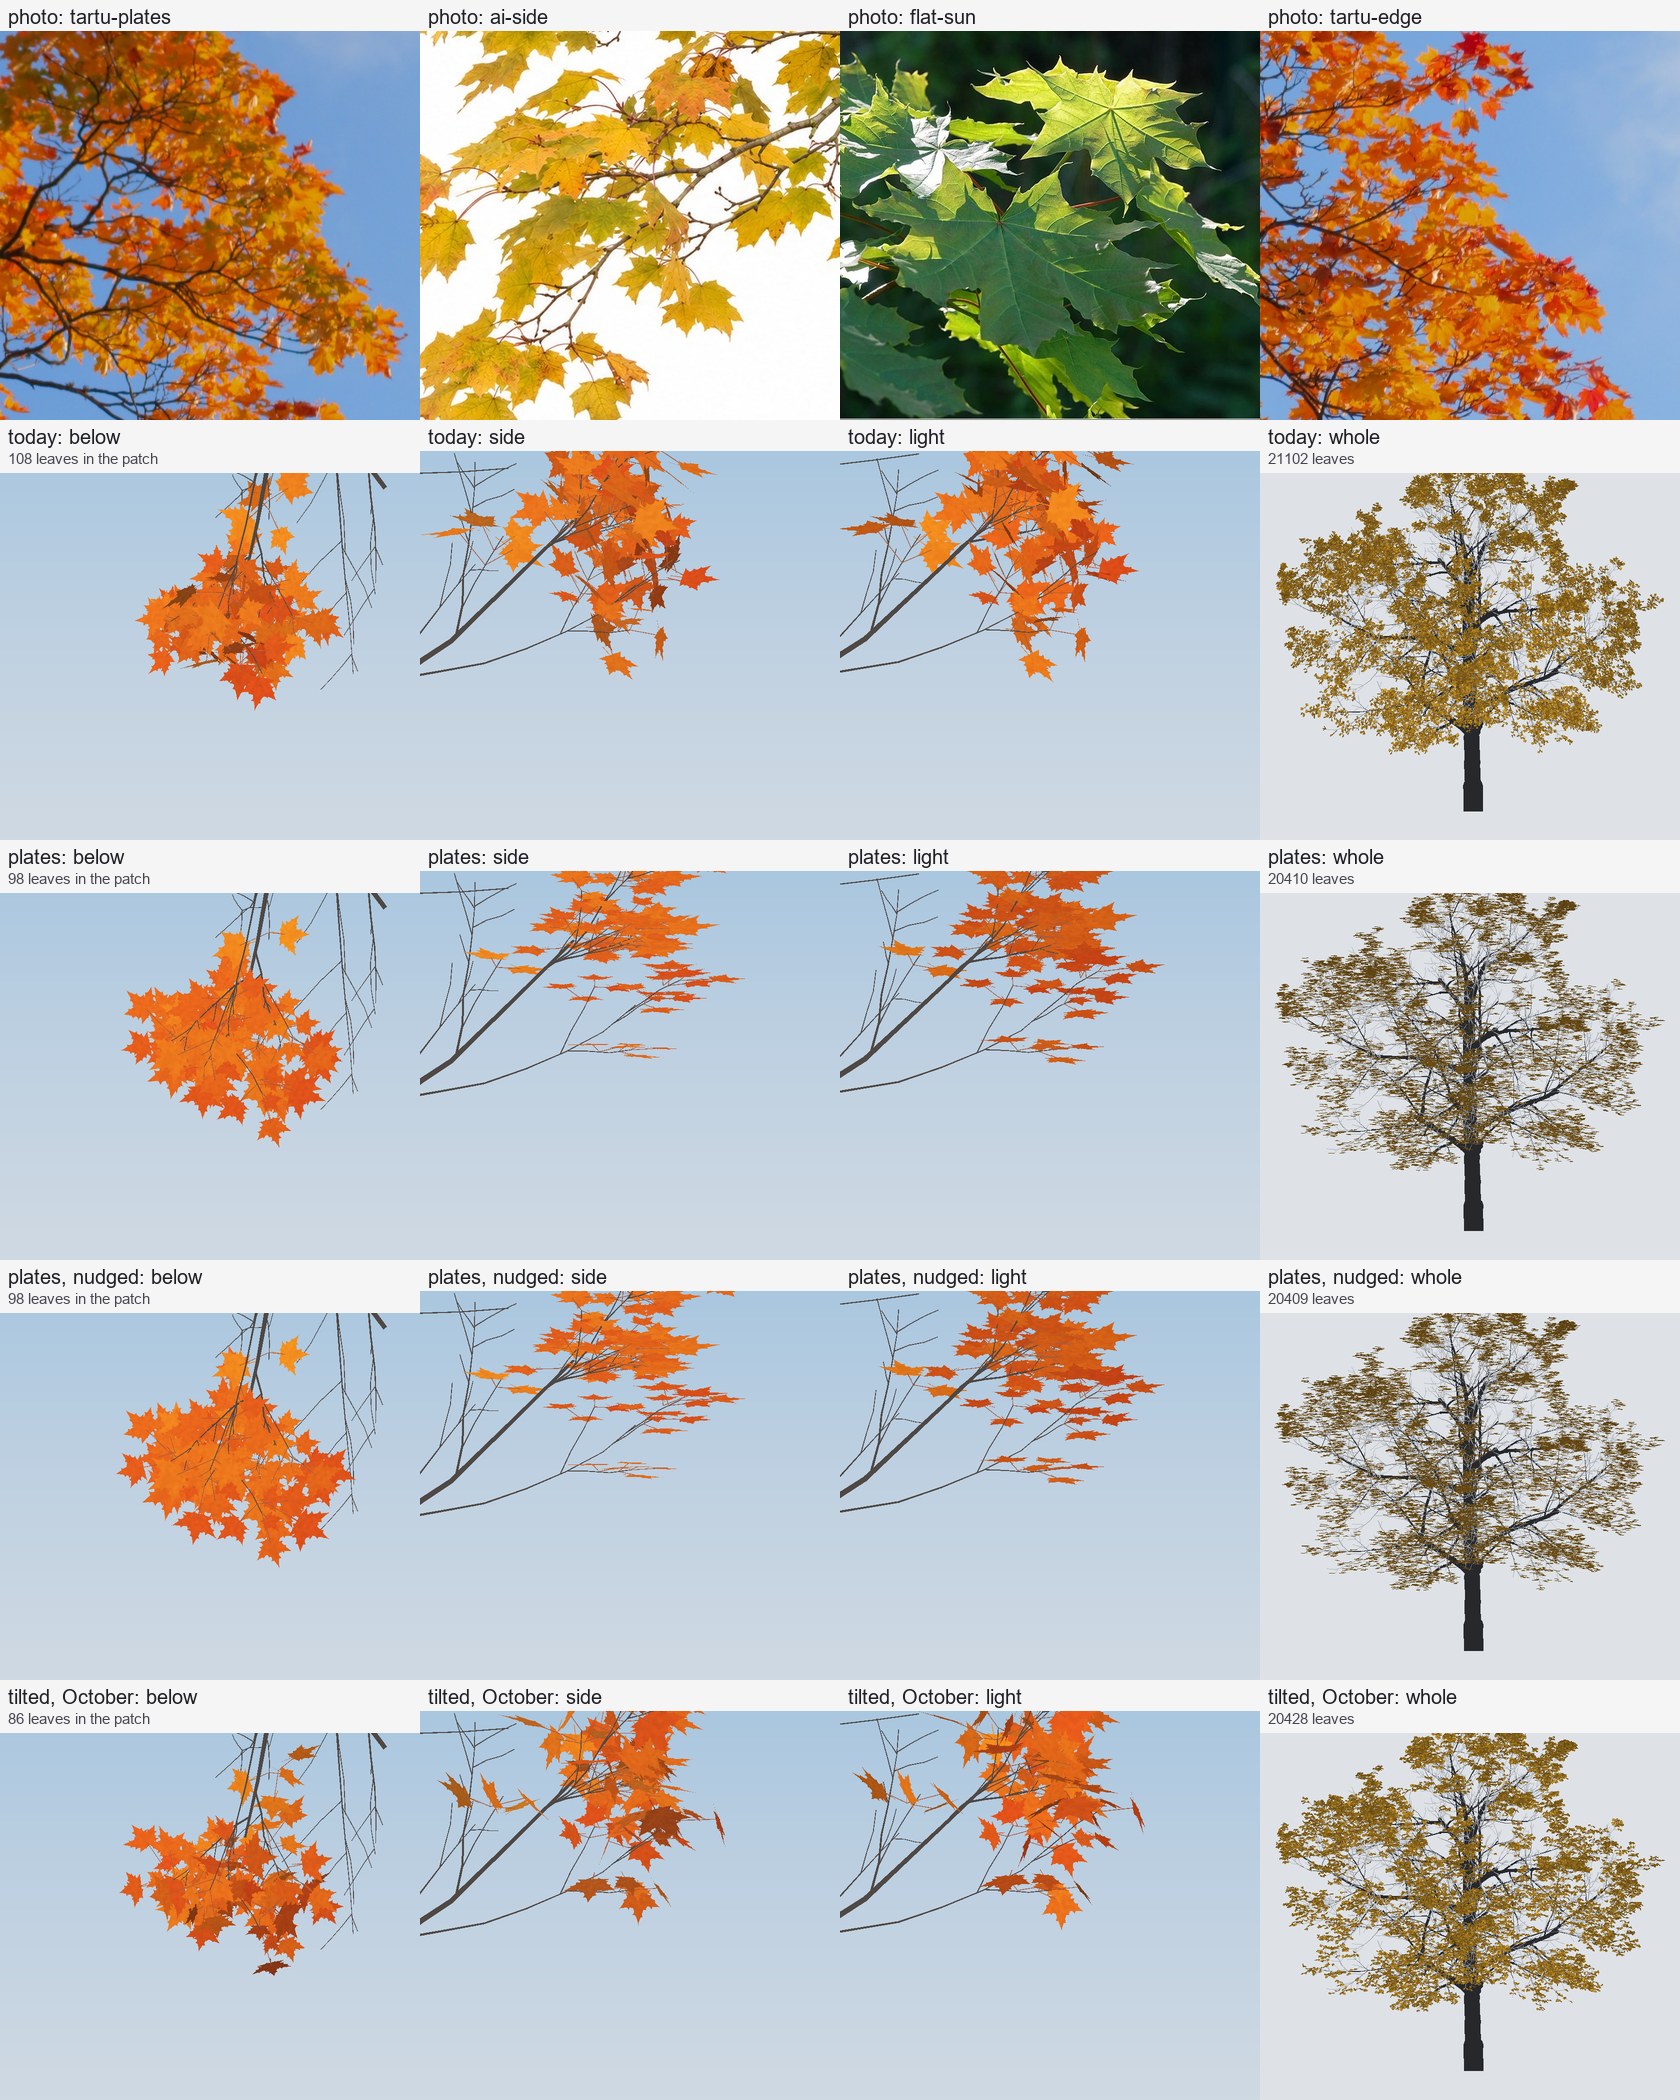 photo: tartu-plates
photo: ai-side
photo: flat-sun
photo: tartu-edge
today: below
108 leaves in the patch
today: side
today: light
today: whole
21102 leaves
plates: below
98 leaves in the patch
plates: side
plates: light
plates: whole
20410 leaves
plates, nudged: below
98 leaves in the patch
plates, nudged: side
plates, nudged: light
plates, nudged: whole
20409 leaves
tilted, October: below
86 leaves in the patch
tilted, October: side
tilted, October: light
tilted, October: whole
20428 leaves